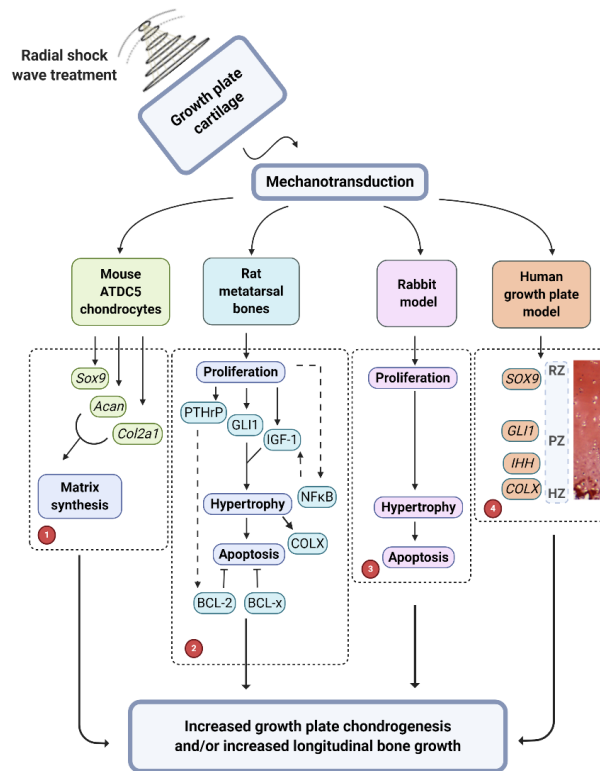 Radial shock
wave treatment
Growth plate
cartilage
Mechanotransduction
Mouse
ATDC5
chondrocytes
Rat
metatarsal
bones
Rabbit
model
Human
growth plate
model
Sox9
Acan
Col2a1
Matrix
synthesis
1
Proliferation
PTHrP
GLI1
IGF-1
NFκB
Hypertrophy
COLX
Apoptosis
BCL-2
BCL-x
2
Proliferation
Hypertrophy
3
Apoptosis
SOX9
RZ
GLI1
PZ
IHH
COLX
HZ
4
Increased growth plate chondrogenesis
and/or increased longitudinal bone growth